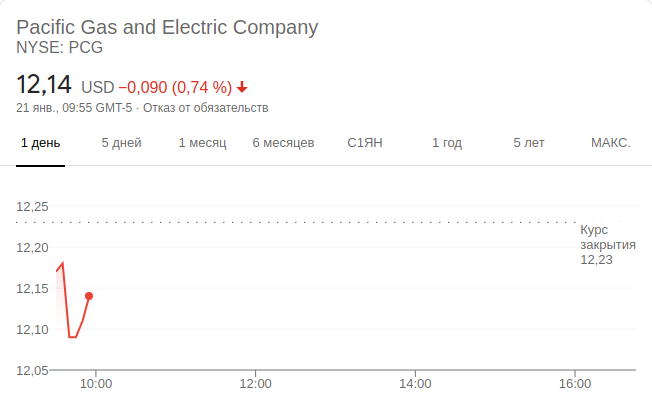 Pacific Gas and Electric Company
NYSE: PCG
12,14 USD −0,090 (0,74 %)
21 янв., 09:55 GMT-5 · Отказ от обязательств
1 день 5 дней 1 месяц 6 месяцев С1ЯН 1 год 5 лет МАКС.
12,25
Курс
закрытия
12,23
12,20
12,15
12,10
12,05
10:00 12:00 14:00 16:00